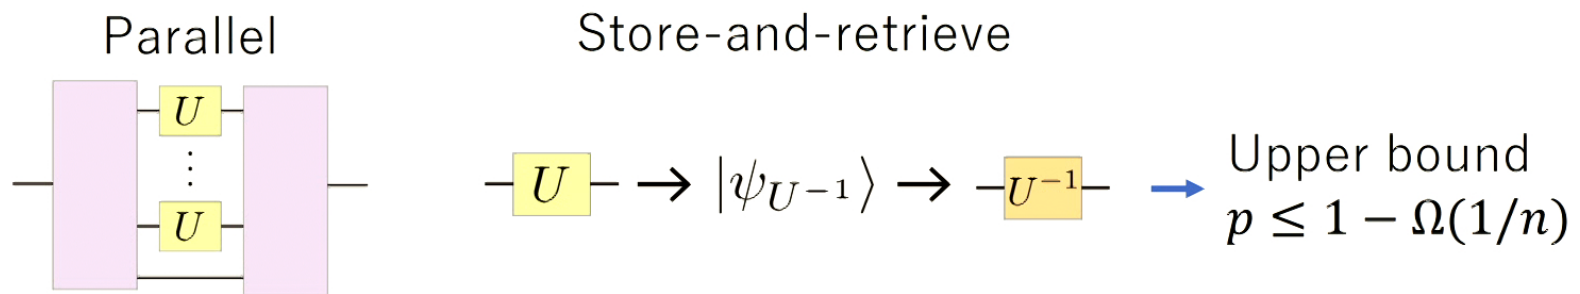 Parallel
U
⋮
U
Store-and-retrieve
U → |ψ_{U^{-1}}⟩ → U^{-1}
Upper bound
p ≤ 1 − Ω(1/n)